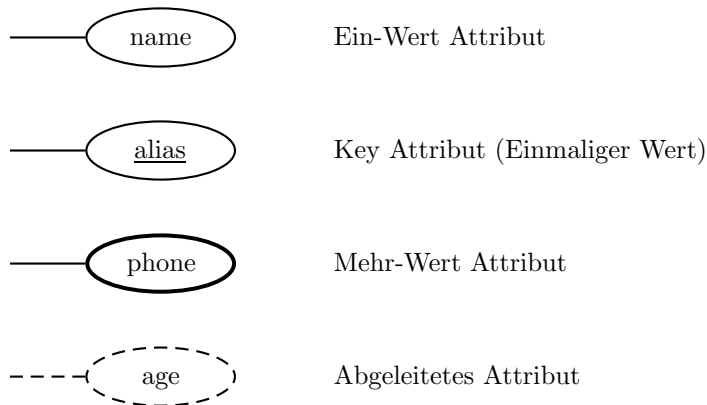 name Ein-Wert Attribut
alias Key Attribut (Einmaliger Wert)
phone Mehr-Wert Attribut
age Abgeleitetes Attribut